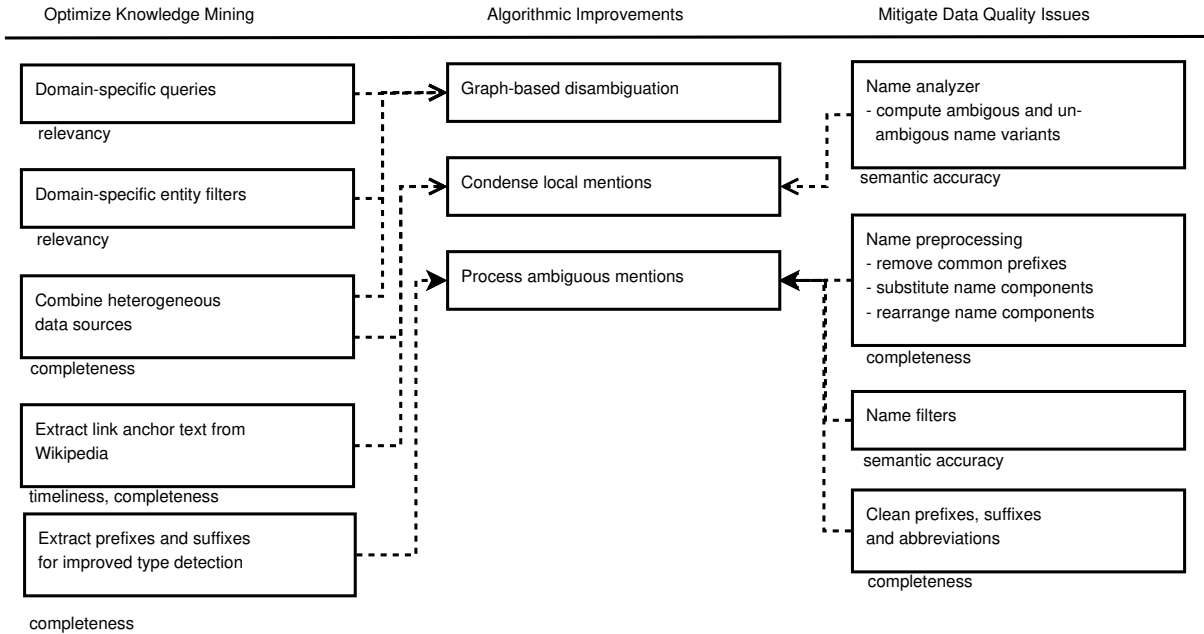 Optimize Knowledge Mining
Algorithmic Improvements
Mitigate Data Quality Issues
Domain-specific queries
relevancy
Domain-specific entity filters
relevancy
Combine heterogeneous
data sources
completeness
Extract link anchor text from
Wikipedia
timeliness, completeness
Extract prefixes and suffixes
for improved type detection
completeness
Graph-based disambiguation
Condense local mentions
Process ambiguous mentions
Name analyzer
- compute ambigous and un-
ambigous name variants
semantic accuracy
Name preprocessing
- remove common prefixes
- substitute name components
- rearrange name components
completeness
Name filters
semantic accuracy
Clean prefixes, suffixes
and abbreviations
completeness